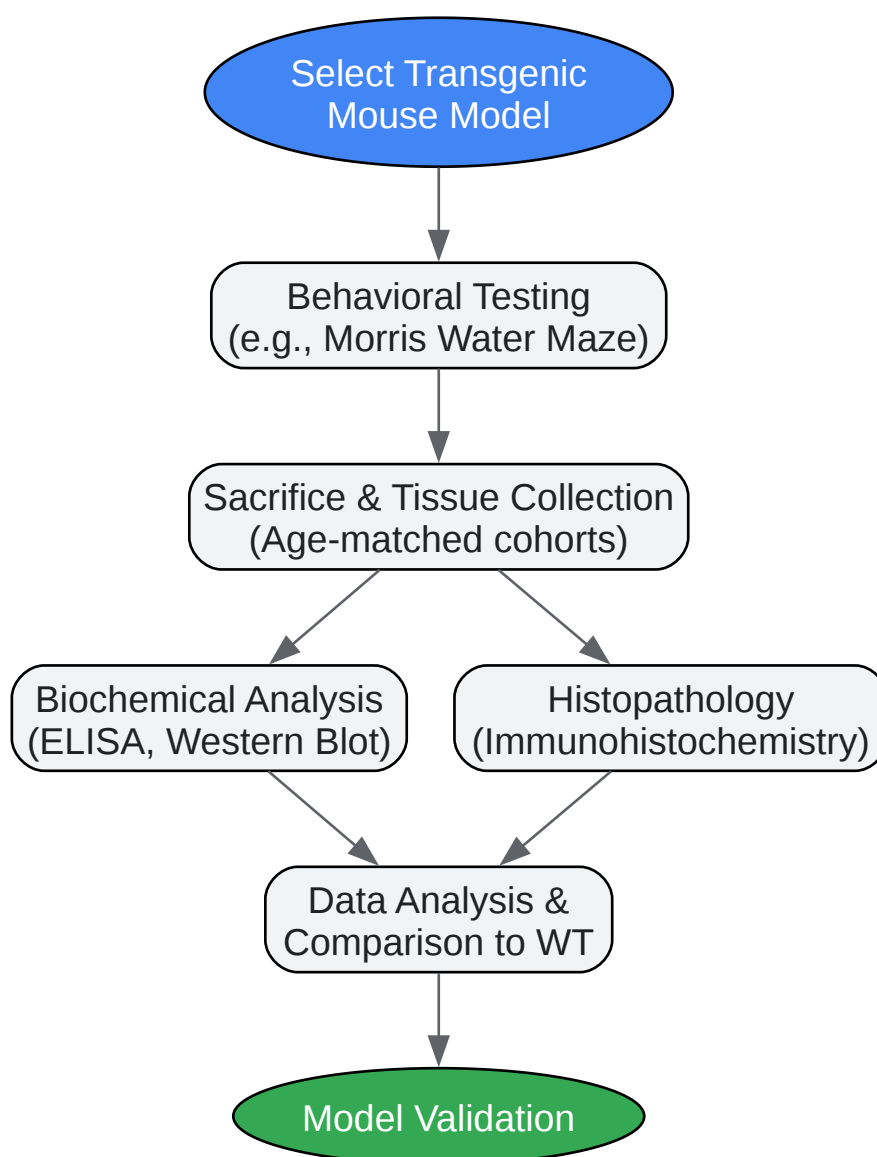 Select Transgenic
Mouse Model
Behavioral Testing
(e.g., Morris Water Maze)
Sacrifice & Tissue Collection
(Age-matched cohorts)
Biochemical Analysis
(ELISA, Western Blot)
Histopathology
(Immunohistochemistry)
Data Analysis &
Comparison to WT
Model Validation